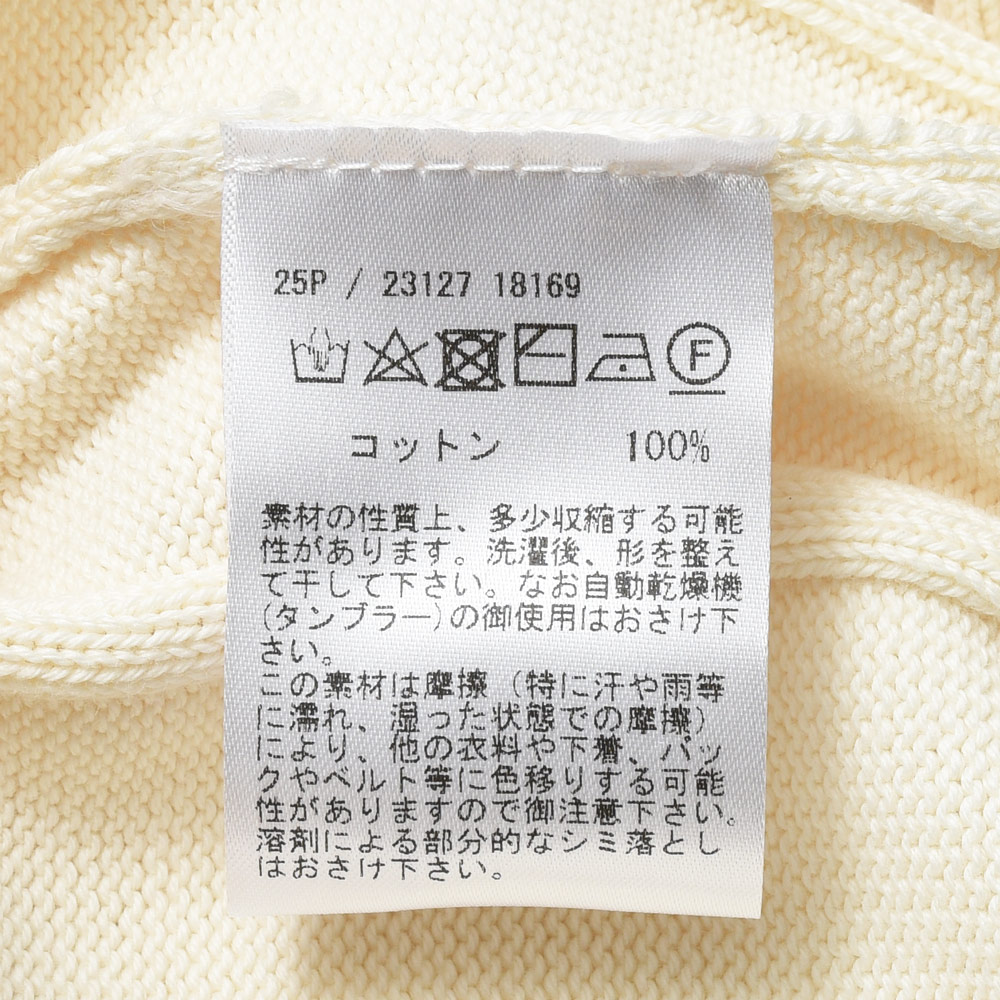 25P / 23127 18169
F
コットン 100%
素材の性質上、多少収縮する可能
性があります。洗濯後、形を整え
て干して下さい。なお自動乾燥機
(タンブラー)の御使用はおさけ下
さい。
この素材は摩擦(特に汗や雨等
に濡れ、湿った状態での摩擦)
により、他の衣料や下着、バッ
クやベルト等に色移りする可能
性がありますので御注意下さい。
溶剤による部分的なシミ落とし
はおさけ下さい。